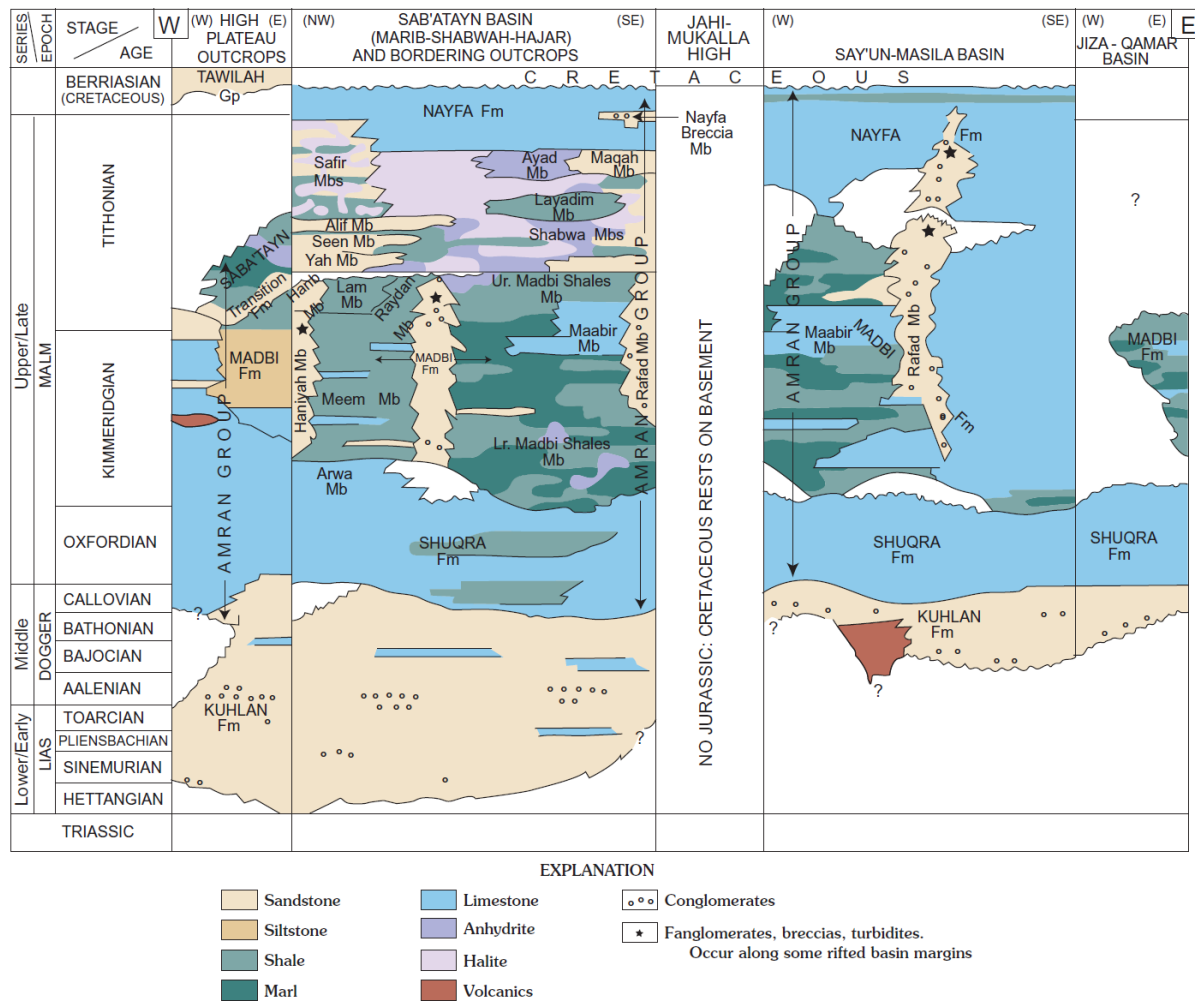 SERIES
EPOCH
STAGE
AGE
W
(W) HIGH (E)
PLATEAU
OUTCROPS
(NW)
SAB'ATAYN BASIN
(MARIB-SHABWAH-HAJAR)
AND BORDERING OUTCROPS
(SE)
JAHI-
MUKALLA
HIGH
(W)
SAY'UN-MASILA BASIN
(SE)
(W) (E)
E
JIZA - QAMAR
BASIN
BERRIASIAN
(CRETACEOUS)
TAWILAH
Gp
C R E T A C E O U S
Upper/Late
MALM
TITHONIAN
KIMMERIDGIAN
OXFORDIAN
Middle
DOGGER
CALLOVIAN
BATHONIAN
BAJOCIAN
AALENIAN
Lower/Early
LIAS
TOARCIAN
PLIENSBACHIAN
SINEMURIAN
HETTANGIAN
TRIASSIC
SABA'TAYN
Transition
Fm
MADBI
Fm
AMRAN GROUP
?
KUHLAN
Fm
NAYFA Fm
Safir
Mbs
Ayad
Mb
Maqah
Mb
Layadim
Mb
Alif Mb
Seen Mb
Shabwa Mbs
Yah Mb
Harib
Mb
Lam
Mb
Raydan
Mb
Ur. Madbi Shales
Mb
Maabir
Mb
MADBI
Fm
Haniyah Mb
Meem Mb
Rafad Mb
Lr. Madbi Shales
Mb
Arwa
Mb
AMRAN GROUP
SHUQRA
Fm
?
Nayfa
Breccia
Mb
NO JURASSIC: CRETACEOUS RESTS ON BASEMENT
NAYFA Fm
AMRAN GROUP
Maabir
Mb
MADBI
Rafad Mb
Fm
SHUQRA
Fm
KUHLAN
Fm
?
?
?
MADBI
Fm
SHUQRA
Fm
EXPLANATION
Sandstone
Siltstone
Shale
Marl
Limestone
Anhydrite
Halite
Volcanics
Conglomerates
Fanglomerates, breccias, turbidites.
Occur along some rifted basin margins